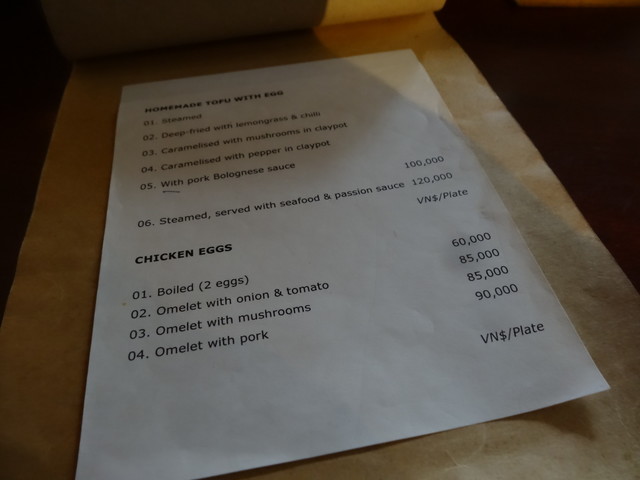 HOMEMADE TOFU WITH EGG
01. Steamed
02. Deep-fried with lemongrass & chilli
03. Caramelised with mushrooms in claypot
04. Caramelised with pepper in claypot
05. With pork Bolognese sauce 100,000
06. Steamed, served with seafood & passion sauce 120,000
VN$/Plate
CHICKEN EGGS
01. Boiled (2 eggs) 60,000
02. Omelet with onion & tomato 85,000
03. Omelet with mushrooms 85,000
04. Omelet with pork 90,000
VN$/Plate